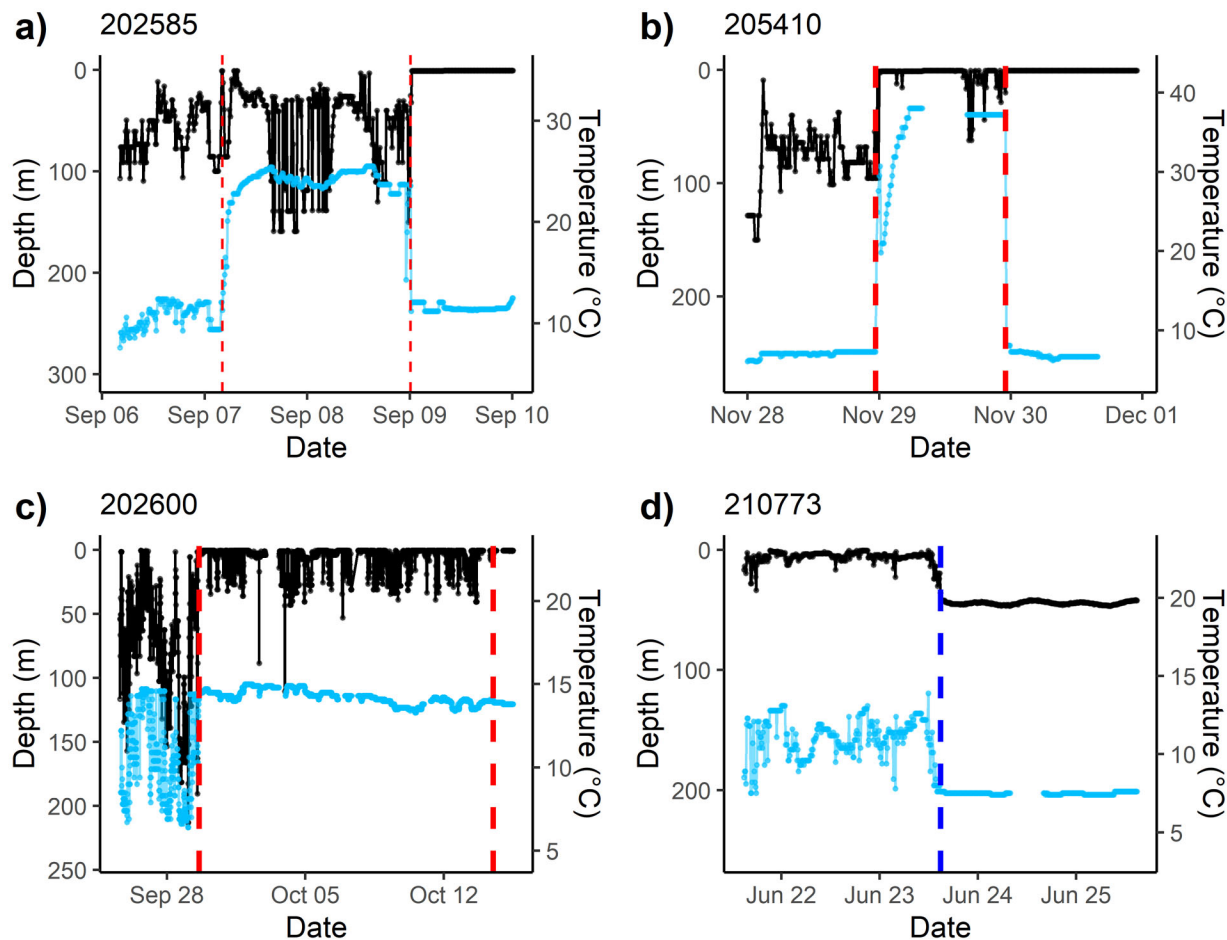 a) 202585
0
100
200
300
Depth (m)
30
20
10
Temperature (°C)
Sep 06 Sep 07 Sep 08 Sep 09 Sep 10
Date
b) 205410
0
100
200
Depth (m)
40
30
20
10
Temperature (°C)
Nov 28 Nov 29 Nov 30 Dec 01
Date
c) 202600
0
50
100
150
200
250
Depth (m)
20
15
10
5
Temperature (°C)
Sep 28 Oct 05 Oct 12
Date
d) 210773
0
100
200
Depth (m)
20
15
10
5
Temperature (°C)
Jun 22 Jun 23 Jun 24 Jun 25
Date